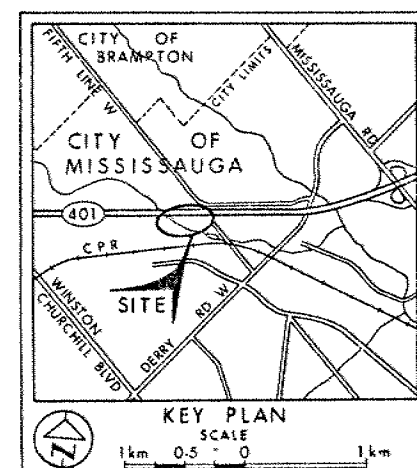 CITY OF
BRAMPTON
FIFTH LINE W
CITY LIMITS
MISSISSAUGA RD
CITY OF
MISSISSAUGA
401
CPR
SITE
WINSTON
CHURCHILL BLVD
DERRY RD W
KEY PLAN
SCALE
N
1km 0·5 0 1km